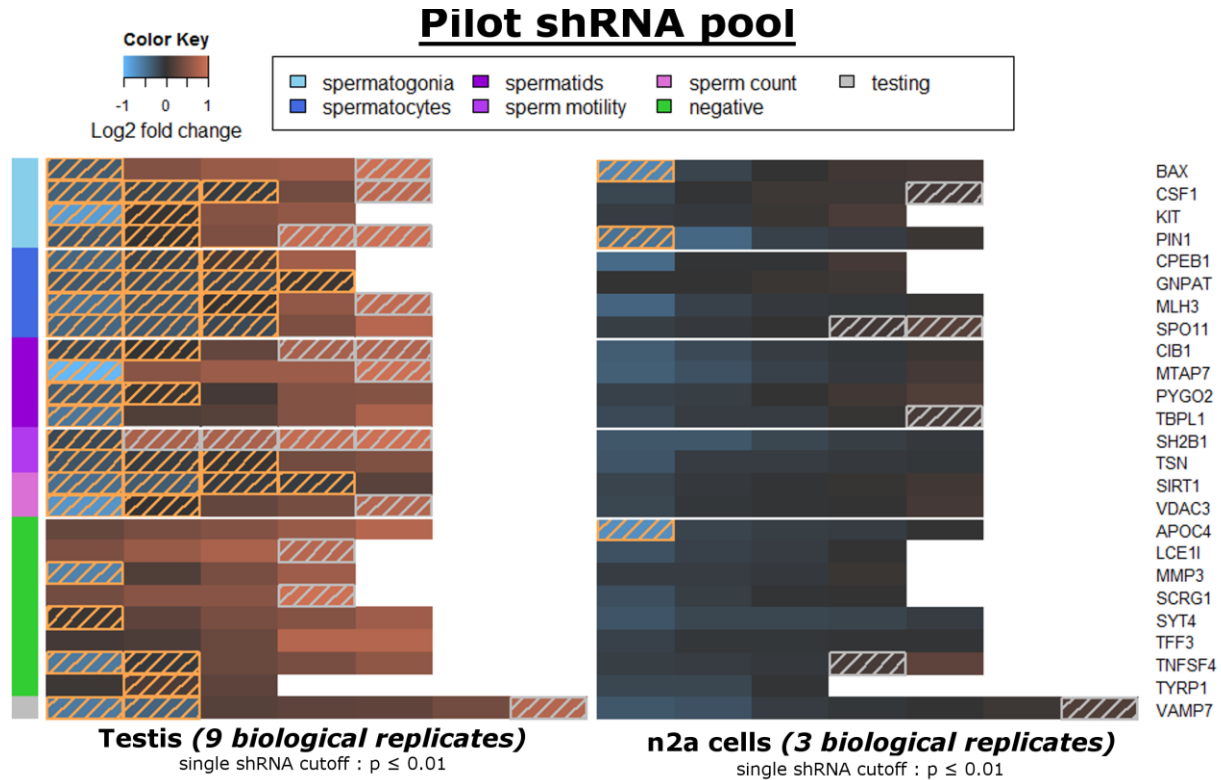 Pilot shRNA pool
Color Key
-1 0 1
Log2 fold change
spermatogonia spermatids sperm count testing
spermatocytes sperm motility negative
BAX
CSF1
KIT
PIN1
CPEB1
GNPAT
MLH3
SPO11
CIB1
MTAP7
PYGO2
TBPL1
SH2B1
TSN
SIRT1
VDAC3
APOC4
LCE1I
MMP3
SCRG1
SYT4
TFF3
TNFSF4
TYRP1
VAMP7
Testis (9 biological replicates)
single shRNA cutoff : p ≤ 0.01
n2a cells (3 biological replicates)
single shRNA cutoff : p ≤ 0.01